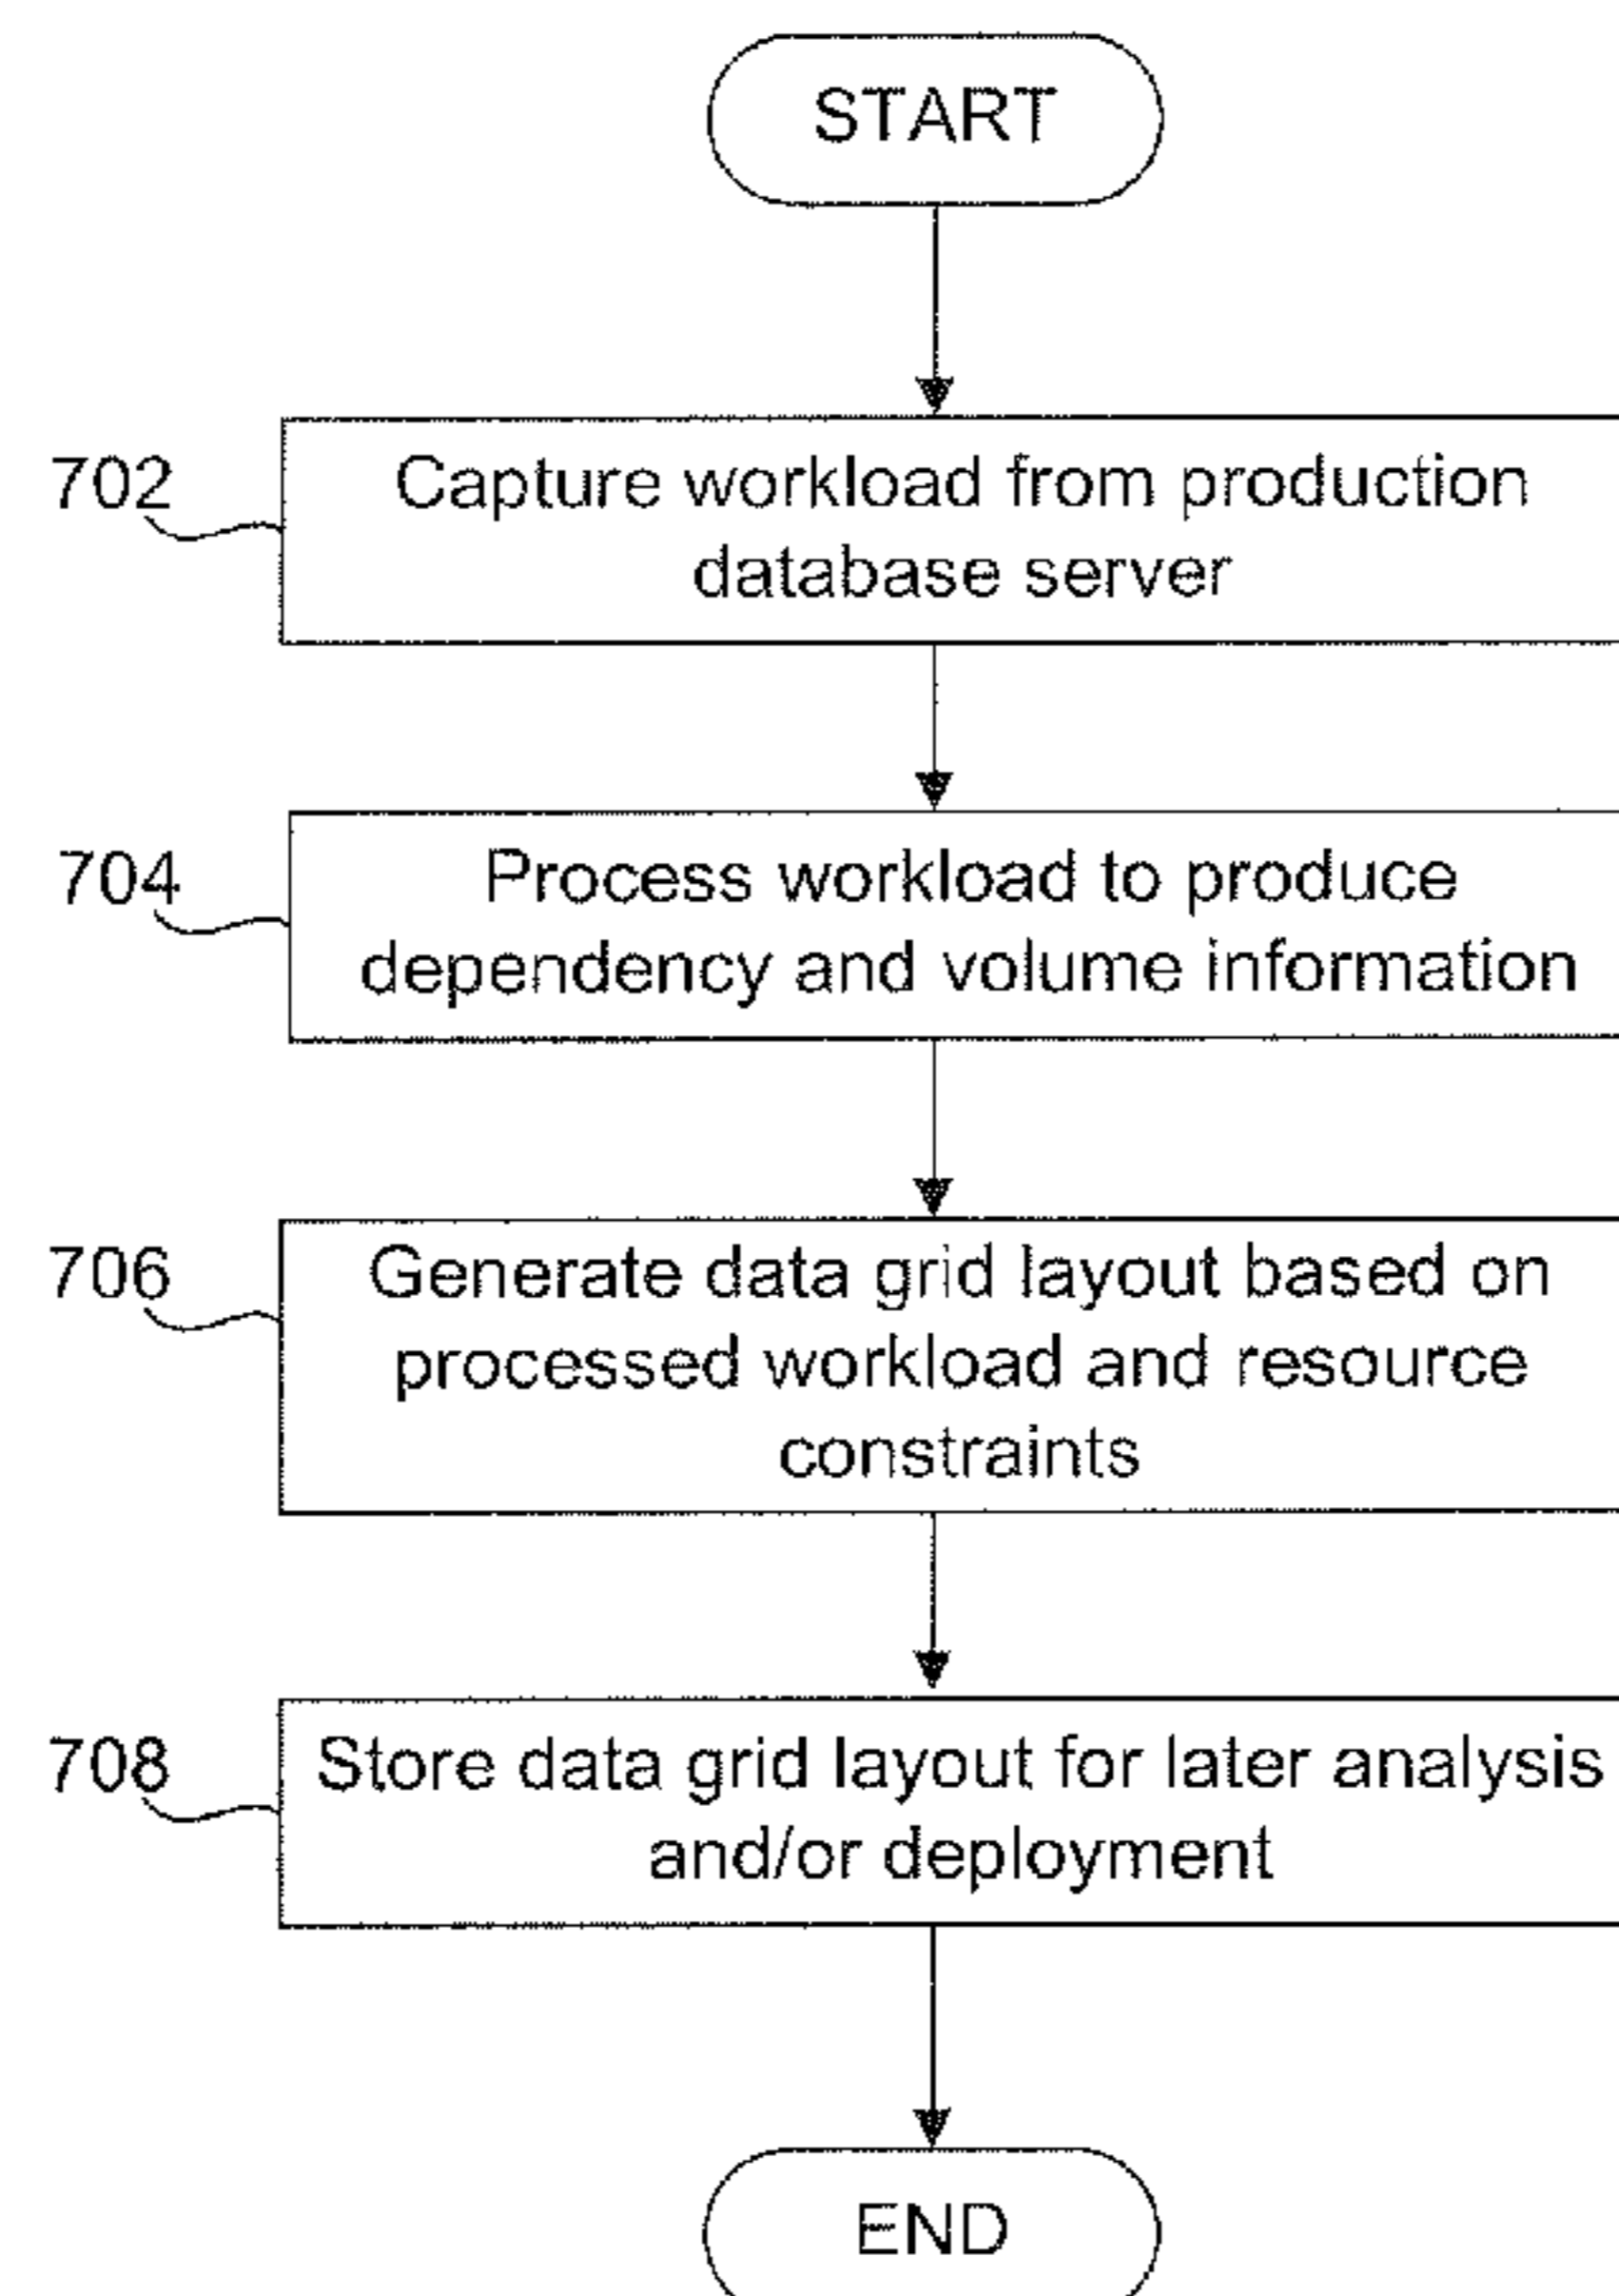 START
702
Capture workload from production
database server
704
Process workload to produce
dependency and volume information
706
Generate data grid layout based on
processed workload and resource
constraints
708
Store data grid layout for later analysis
and/or deployment
END